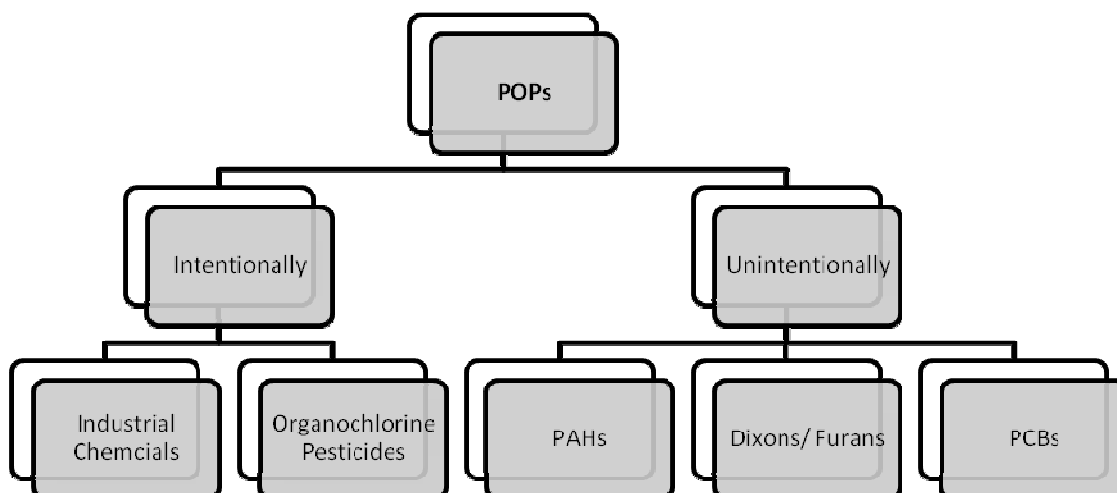 POPs
Intentionally
Unintentionally
Industrial
Chemcials
Organochlorine
Pesticides
PAHs
Dixons/ Furans
PCBs